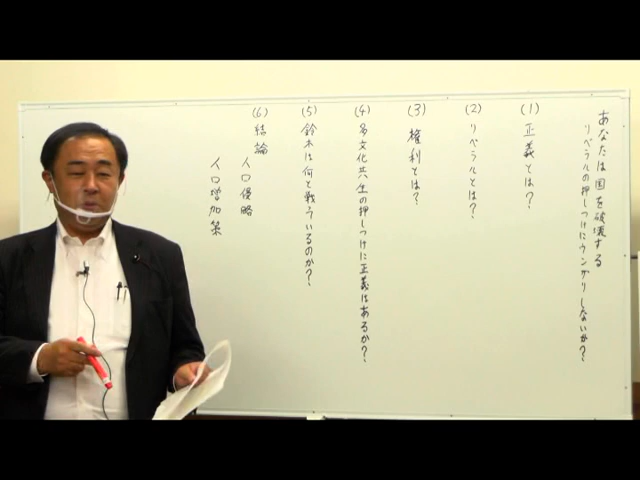 あなたは国を破壊する
リベラルの押しつけにウンザリしないか?
(1) 正義とは?
(2) リベラルとは?
(3) 権利とは?
(4) 多文化共生の押しつけに正義はあるか?
(5) 鈴木は何と戦ういるのか?
(6) 結論
人口侵略
人口増加策